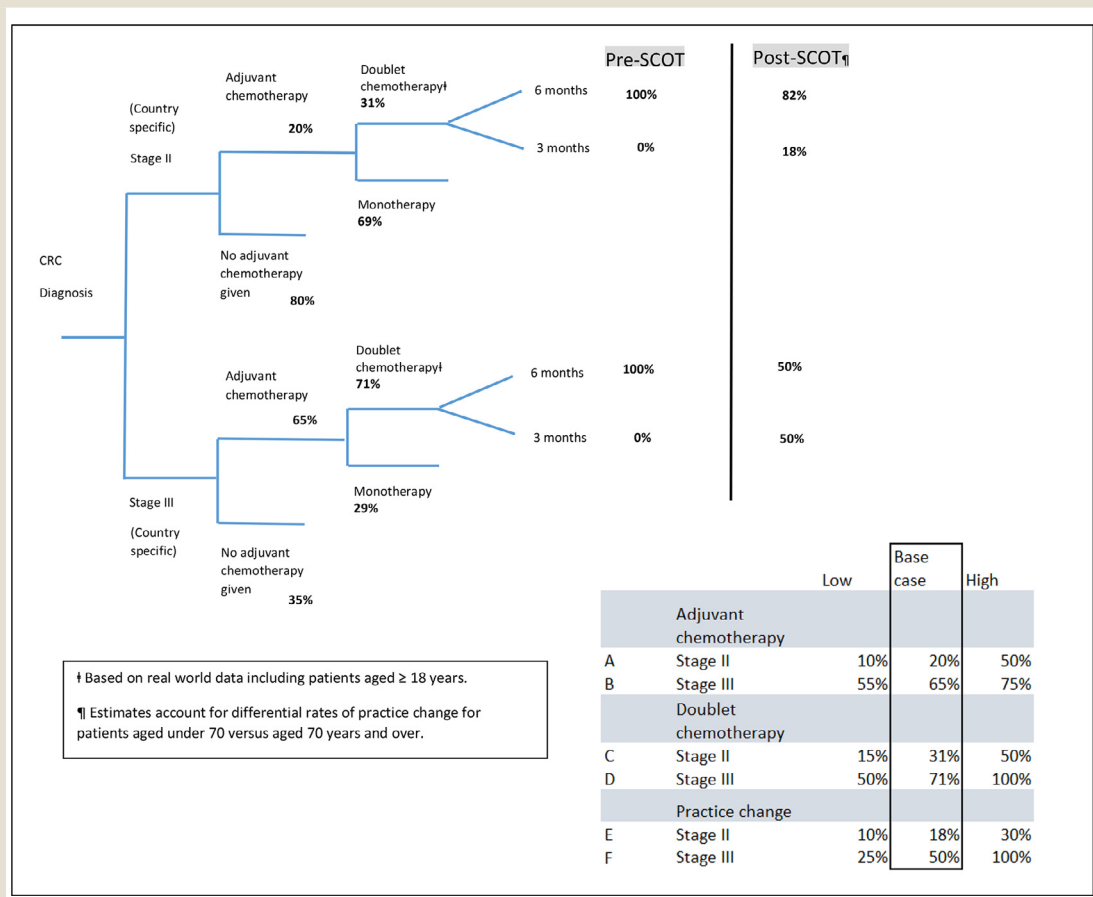 Pre-SCOT
Post-SCOT¶
Adjuvant
chemotherapy
20%
Doublet
chemotherapyƚ
31%
6 months
100%
82%
(Country
specific)
Stage II
3 months
0%
18%
Monotherapy
69%
No adjuvant
chemotherapy
given
80%
CRC
Diagnosis
Adjuvant
chemotherapy
65%
Doublet
chemotherapyƚ
71%
6 months
100%
50%
3 months
0%
50%
Monotherapy
29%
Stage III
(Country
specific)
No adjuvant
chemotherapy
given
35%
ƚ Based on real world data including patients aged ≥ 18 years.
¶ Estimates account for differential rates of practice change for
patients aged under 70 versus aged 70 years and over.
Base
Low case High
Adjuvant
chemotherapy
A Stage II 10% 20% 50%
B Stage III 55% 65% 75%
Doublet
chemotherapy
C Stage II 15% 31% 50%
D Stage III 50% 71% 100%
Practice change
E Stage II 10% 18% 30%
F Stage III 25% 50% 100%